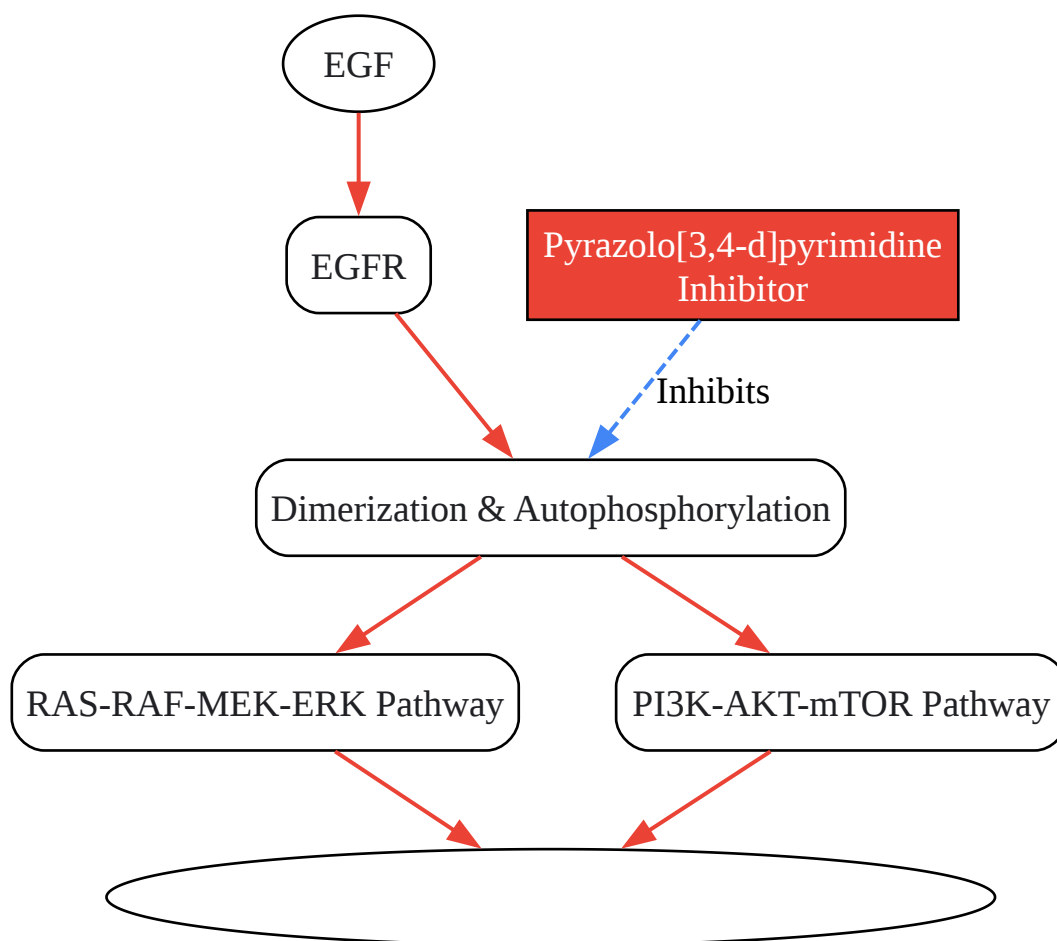 EGF
EGFR
Pyrazolo[3,4-d]pyrimidine
Inhibitor
Inhibits
Dimerization & Autophosphorylation
RAS-RAF-MEK-ERK Pathway
PI3K-AKT-mTOR Pathway